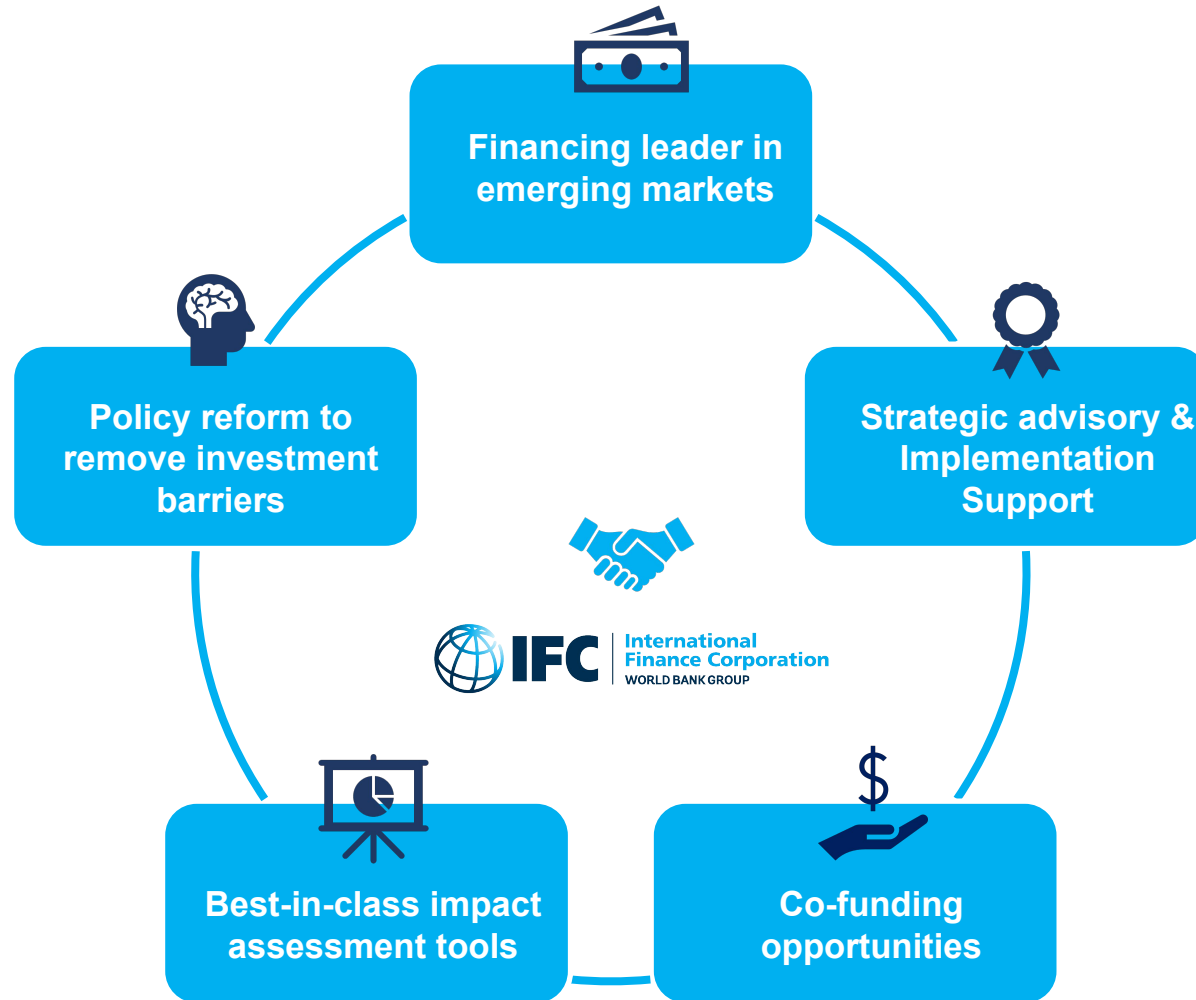 Financing leader in
emerging markets
Policy reform to
remove investment
barriers
Strategic advisory &
Implementation
Support
IFC
International
Finance Corporation
WORLD BANK GROUP
Best-in-class impact
assessment tools
Co-funding
opportunities